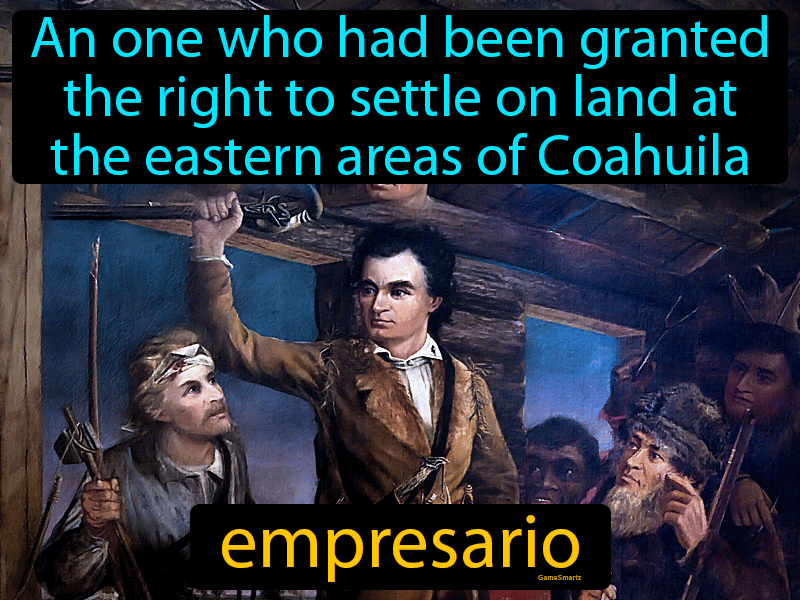 An one who had been granted
the right to settle on land at
the eastern areas of Coahuila
empresario
GameSmartz